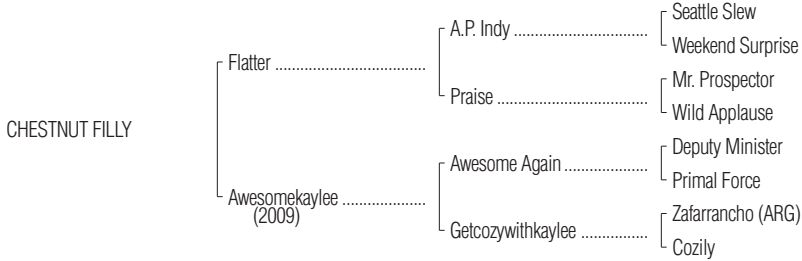 Seattle Slew
A.P. Indy ..................................
Weekend Surprise
Flatter ......................................
Mr. Prospector
Praise ......................................
Wild Applause
CHESTNUT FILLY
Deputy Minister
Awesome Again .....................
Primal Force
Awesomekaylee .....................
(2009)
Zafarrancho (ARG)
Getcozywithkaylee .................
Cozily